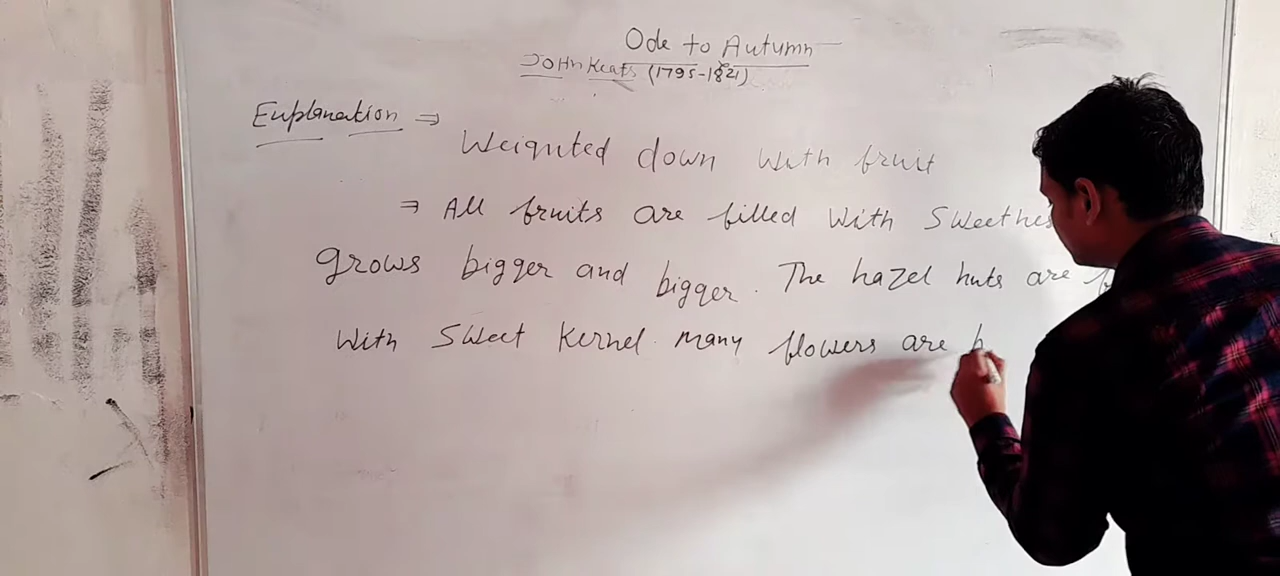 Ode to Autumn
JOHN Keats (1795-1821)
Explanation ⇒
Weighted down with fruit
⇒ All fruits are filled with
grows bigger and bigger. The hazel nuts are
with sweet kernel. many flowers are